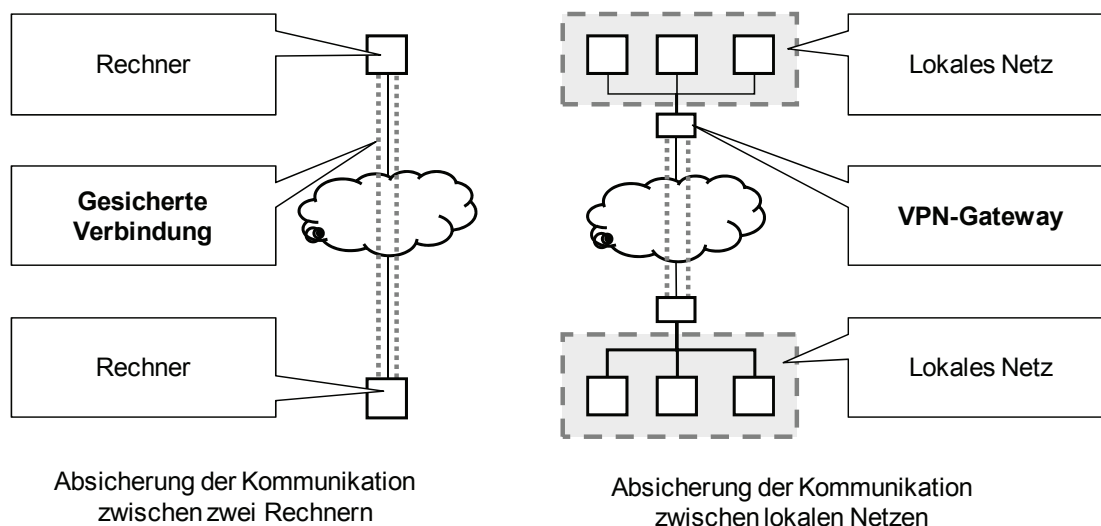 Rechner
Gesicherte
Verbindung
Rechner
Absicherung der Kommunikation
zwischen zwei Rechnern
Lokales Netz
VPN-Gateway
Lokales Netz
Absicherung der Kommunikation
zwischen lokalen Netzen